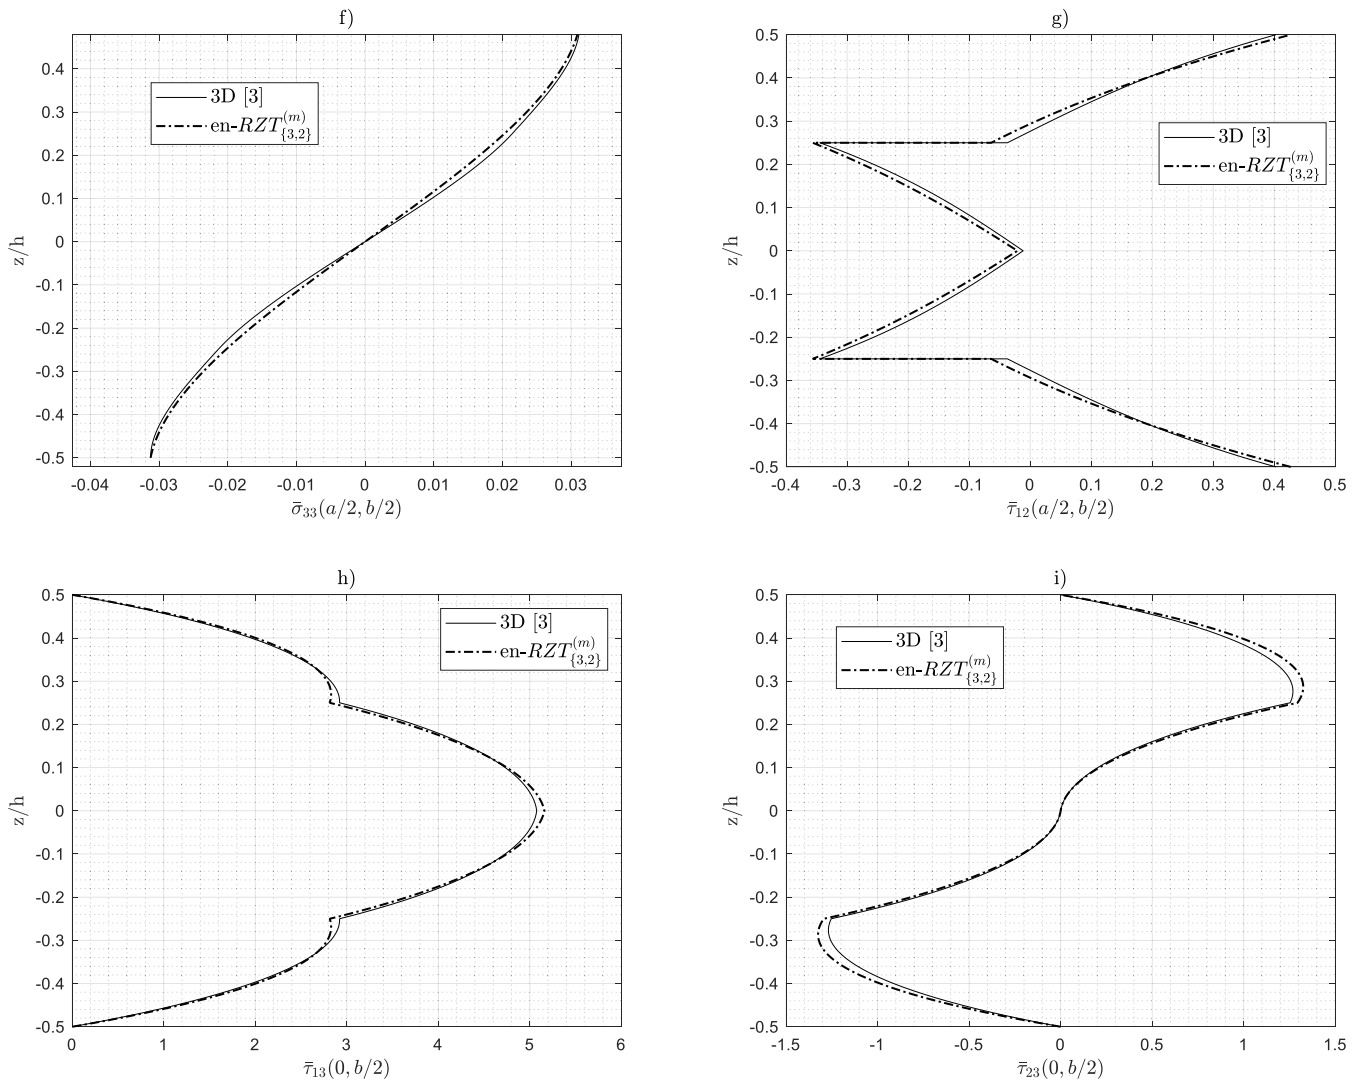 f)
0.4
0.3
0.2
0.1
0
-0.1
-0.2
-0.3
-0.4
-0.5
z/h
-0.04 -0.03 -0.02 -0.01 0 0.01 0.02 0.03
σ̄₃₃(a/2, b/2)
3D [3]
en-RZT^{(m)}_{{3,2}}
g)
0.5
0.4
0.3
0.2
0.1
0
-0.1
-0.2
-0.3
-0.4
-0.5
z/h
-0.4 -0.3 -0.2 -0.1 0 0.1 0.2 0.3 0.4 0.5
τ̄₁₂(a/2, b/2)
3D [3]
en-RZT^{(m)}_{{3,2}}
h)
0.5
0.4
0.3
0.2
0.1
0
-0.1
-0.2
-0.3
-0.4
-0.5
z/h
0 1 2 3 4 5 6
τ̄₁₃(0, b/2)
3D [3]
en-RZT^{(m)}_{{3,2}}
i)
0.5
0.4
0.3
0.2
0.1
0
-0.1
-0.2
-0.3
-0.4
-0.5
z/h
-1.5 -1 -0.5 0 0.5 1 1.5
τ̄₂₃(0, b/2)
3D [3]
en-RZT^{(m)}_{{3,2}}